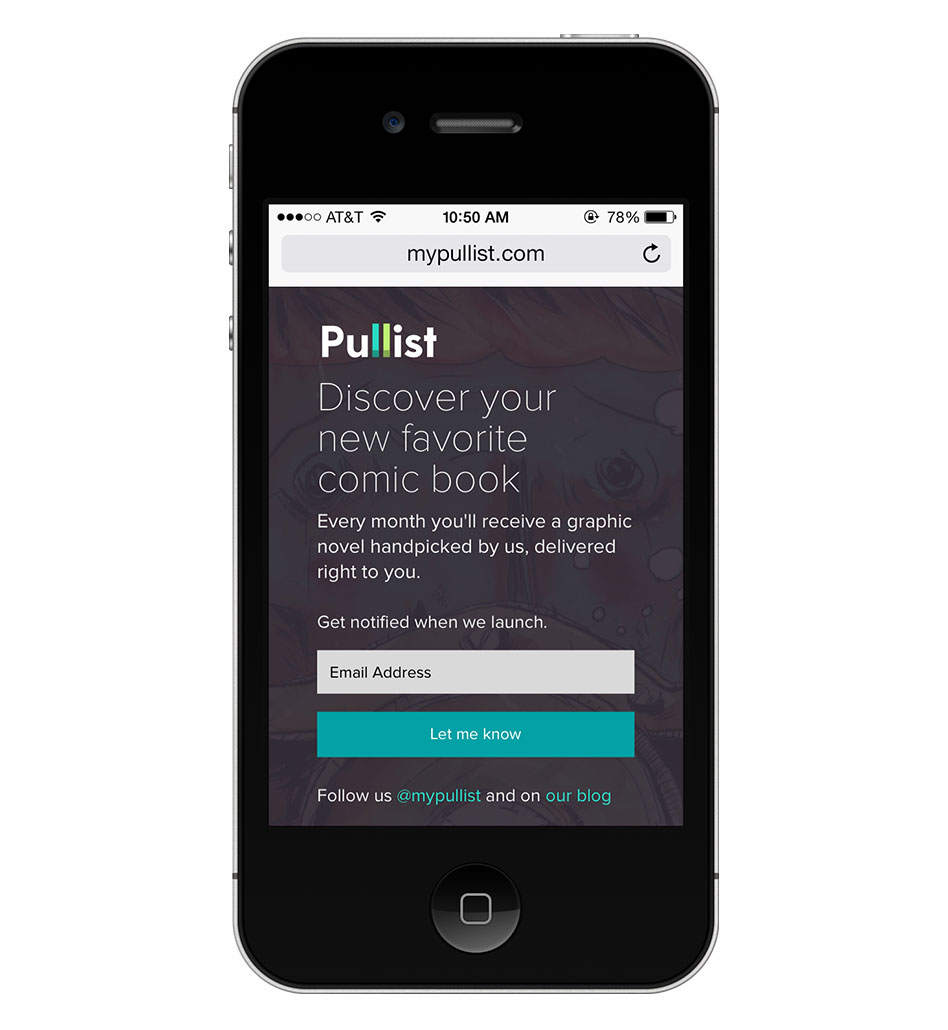 AT&T 10:50 AM 78%
mypullist.com
Pullist
Discover your
new favorite
comic book
Every month you'll receive a graphic
novel handpicked by us, delivered
right to you.
Get notified when we launch.
Email Address
Let me know
Follow us @mypullist and on our blog